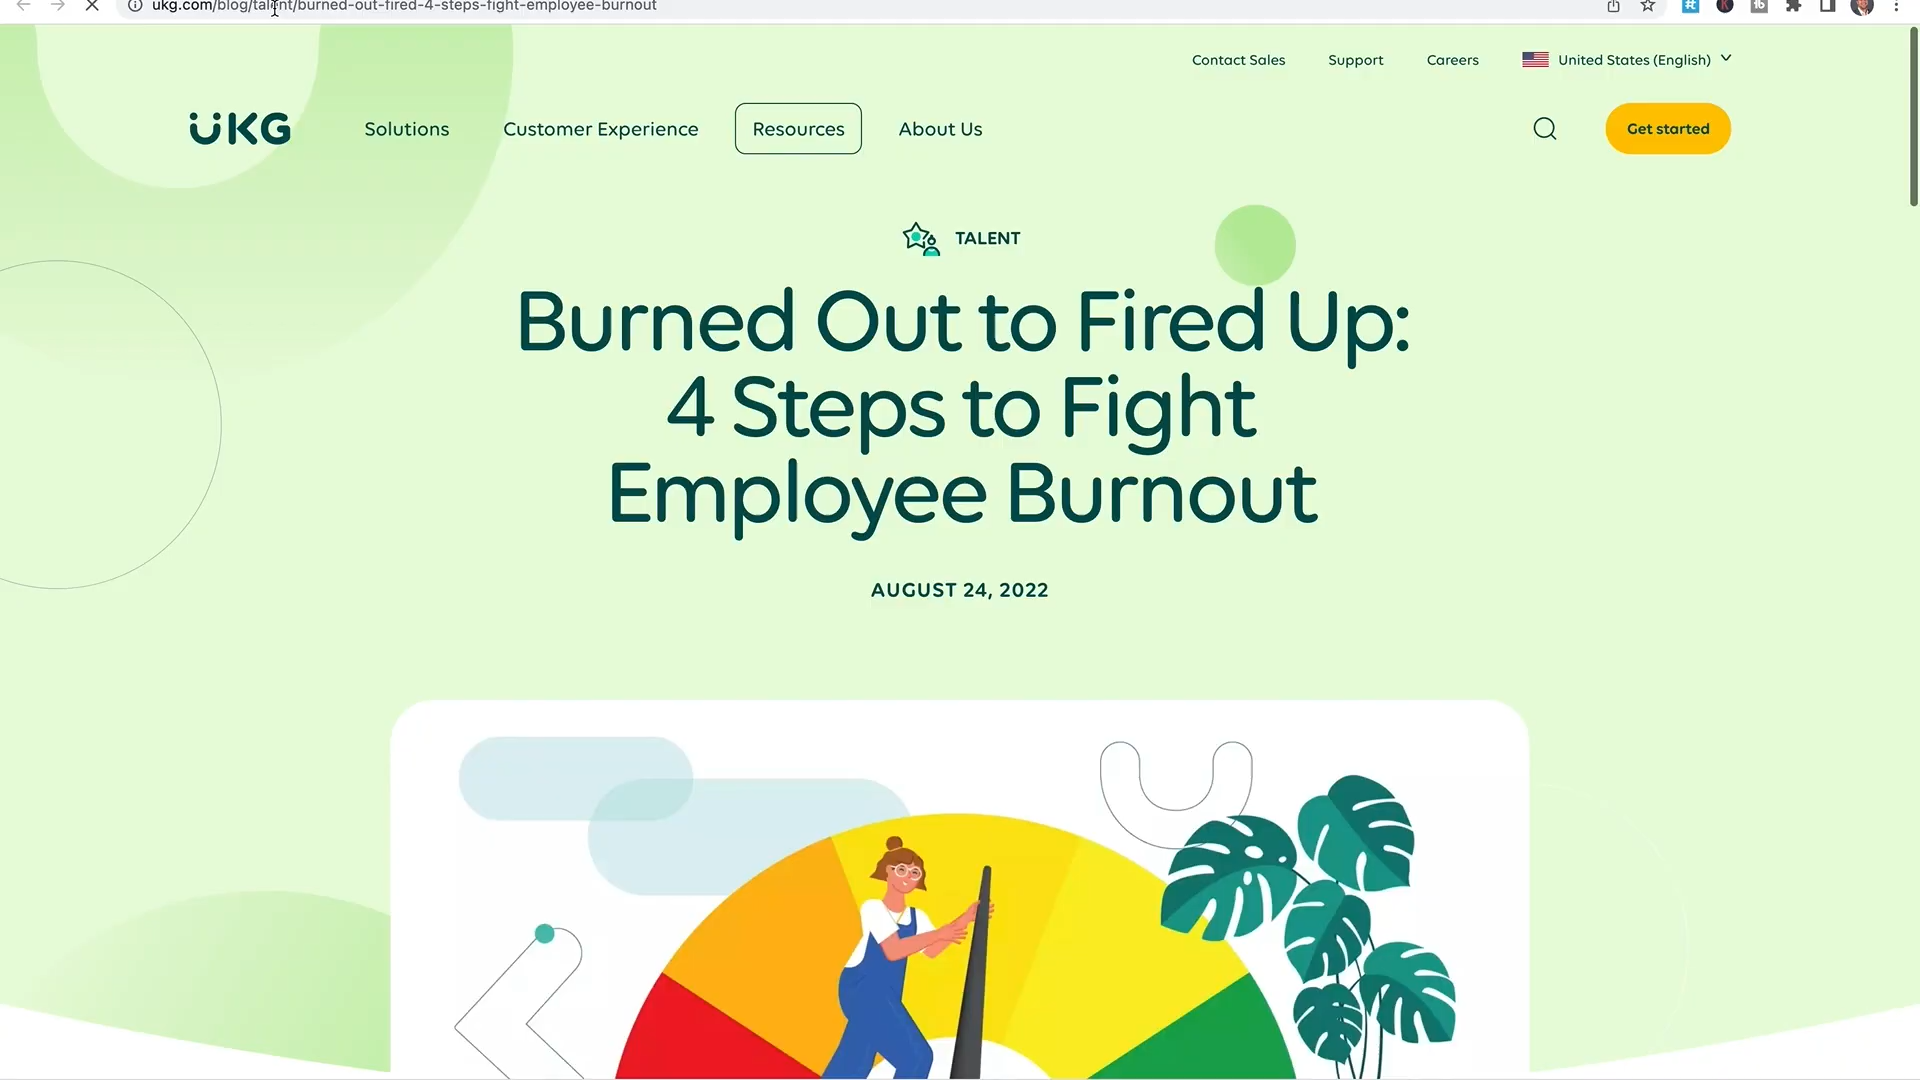 ukg.com/blog/talent/burned-out-fired-4-steps-fight-employee-burnout
Contact Sales
Support
Careers
United States (English)
UKG
Solutions
Customer Experience
Resources
About Us
Get started
TALENT
Burned Out to Fired Up:
4 Steps to Fight
Employee Burnout
AUGUST 24, 2022